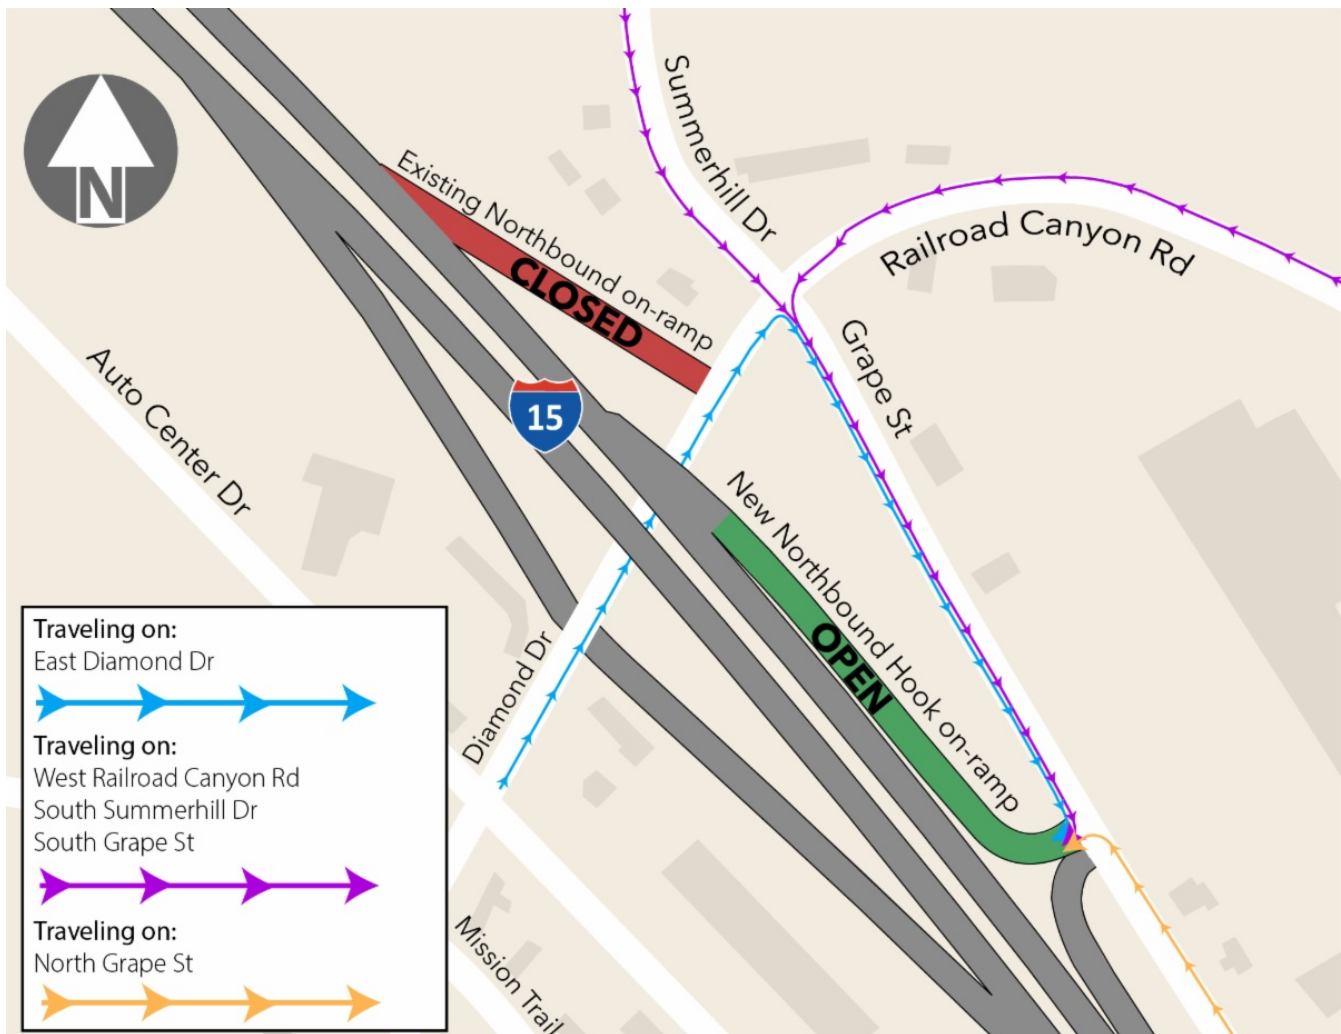 N
Summerhill Dr
Existing Northbound on-ramp
CLOSED
Railroad Canyon Rd
Grape St
Auto Center Dr
15
New Northbound Hook on-ramp
OPEN
Diamond Dr
Mission Trail
Traveling on:
East Diamond Dr
Traveling on:
West Railroad Canyon Rd
South Summerhill Dr
South Grape St
Traveling on:
North Grape St